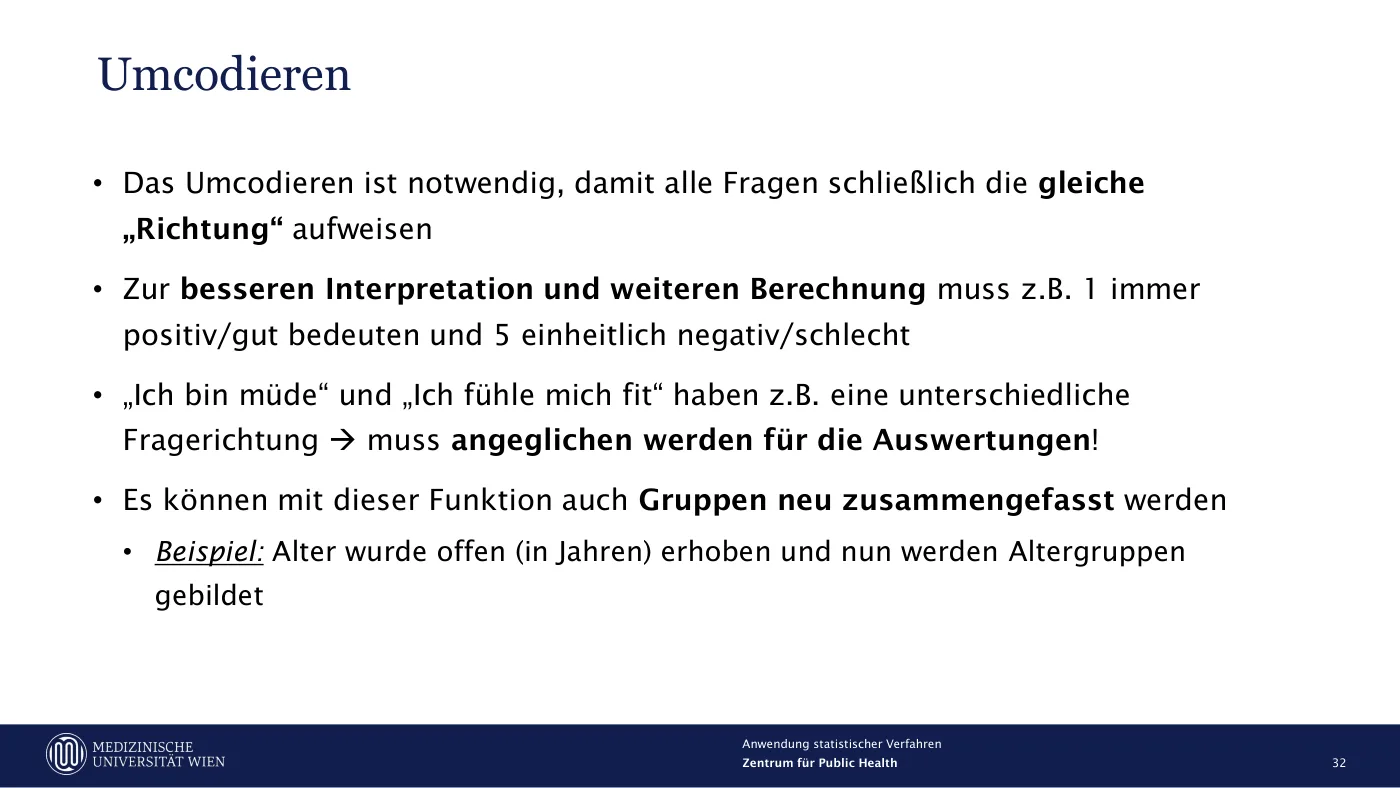 Umcodieren
• Das Umcodieren ist notwendig, damit alle Fragen schließlich die gleiche
„Richtung“ aufweisen
• Zur besseren Interpretation und weiteren Berechnung muss z.B. 1 immer
positiv/gut bedeuten und 5 einheitlich negativ/schlecht
• „Ich bin müde“ und „Ich fühle mich fit“ haben z.B. eine unterschiedliche
Fragerichtung → muss angeglichen werden für die Auswertungen!
• Es können mit dieser Funktion auch Gruppen neu zusammengefasst werden
• Beispiel: Alter wurde offen (in Jahren) erhoben und nun werden Altergruppen
gebildet
MEDIZINISCHE
UNIVERSITÄT WIEN
Anwendung statistischer Verfahren
Zentrum für Public Health
32